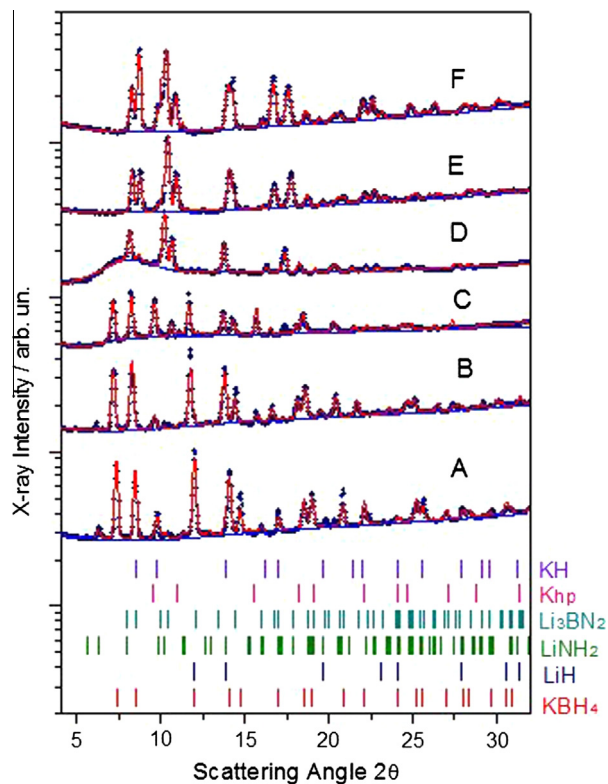 F
E
D
C
B
A
X-ray Intensity / arb. un.
KH
Khp
Li₃BN₂
LiNH₂
LiH
KBH₄
5 10 15 20 25 30
Scattering Angle 2θ